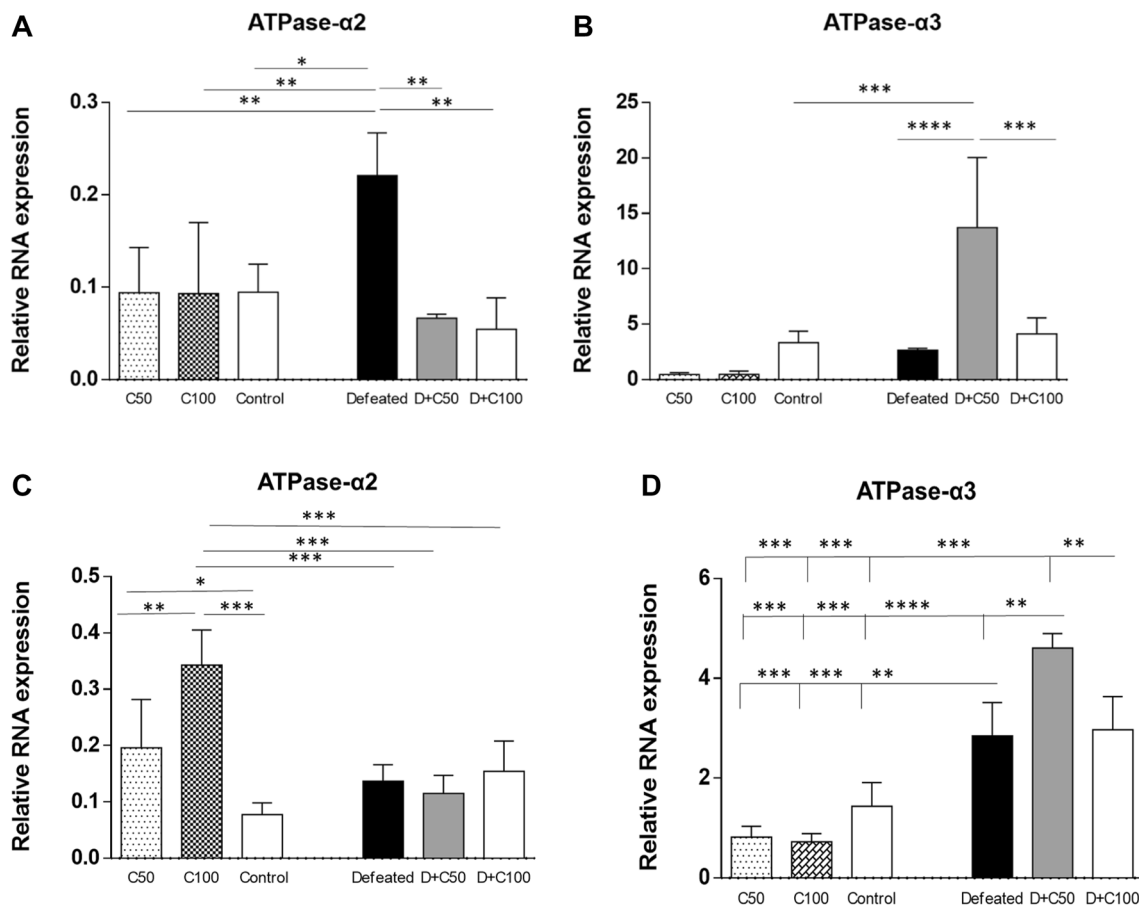 A
ATPase-α2
*
**
**
**
**
Relative RNA expression
0.3
0.2
0.1
0.0
C50 C100 Control Defeated D+C50 D+C100
B
ATPase-α3
***
**** ***
Relative RNA expression
25
20
15
10
5
0
C50 C100 Control Defeated D+C50 D+C100
C
ATPase-α2
***
***
***
*
** ***
Relative RNA expression
0.5
0.4
0.3
0.2
0.1
0.0
C50 C100 Control Defeated D+C50 D+C100
D
ATPase-α3
*** *** *** **
*** *** **** **
*** *** **
Relative RNA expression
6
4
2
0
C50 C100 Control Defeated D+C50 D+C100